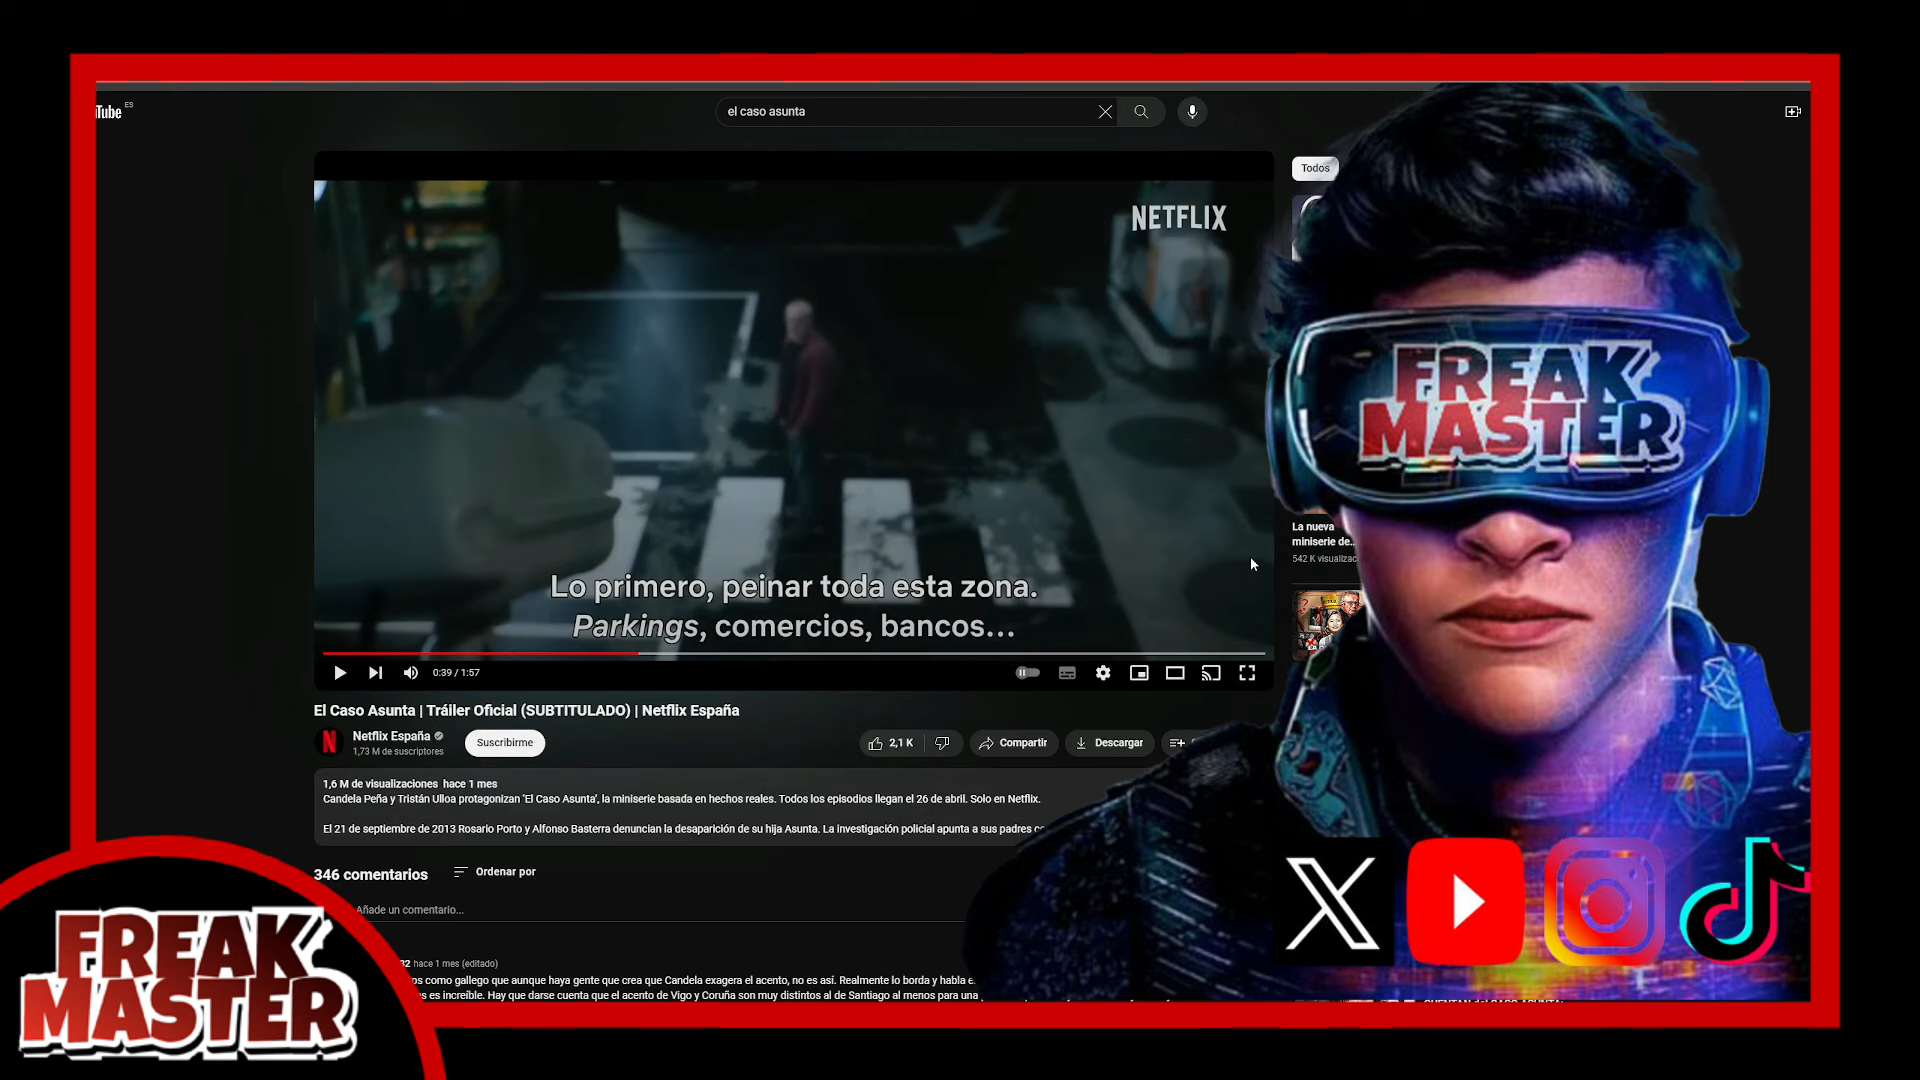 Tube ES
el caso asunta
Todos
NETFLIX
FREAK
MASTER
La nueva
miniserie de...
542 K visualizac
Lo primero, peinar toda esta zona.
Parkings, comercios, bancos...
0:39 / 1:57
El Caso Asunta | Tráiler Oficial (SUBTITULADO) | Netflix España
Netflix España
1,73 M de suscriptores
Suscribirme
2,1 K
Compartir
Descargar
1,6 M de visualizaciones hace 1 mes
Candela Peña y Tristán Ulloa protagonizan 'El Caso Asunta', la miniserie basada en hechos reales. Todos los episodios llegan el 26 de abril. Solo en Netflix.
El 21 de septiembre de 2013 Rosario Porto y Alfonso Basterra denuncian la desaparición de su hija Asunta. La investigación policial apunta a sus padres co
346 comentarios
Ordenar por
Añade un comentario...
32 hace 1 mes (editado)
os como gallego que aunque haya gente que crea que Candela exagera el acento, no es así. Realmente lo borda y habla e
es es increíble. Hay que darse cuenta que el acento de Vigo y Coruña son muy distintos al de Santiago al menos para una
FREAK
MASTER